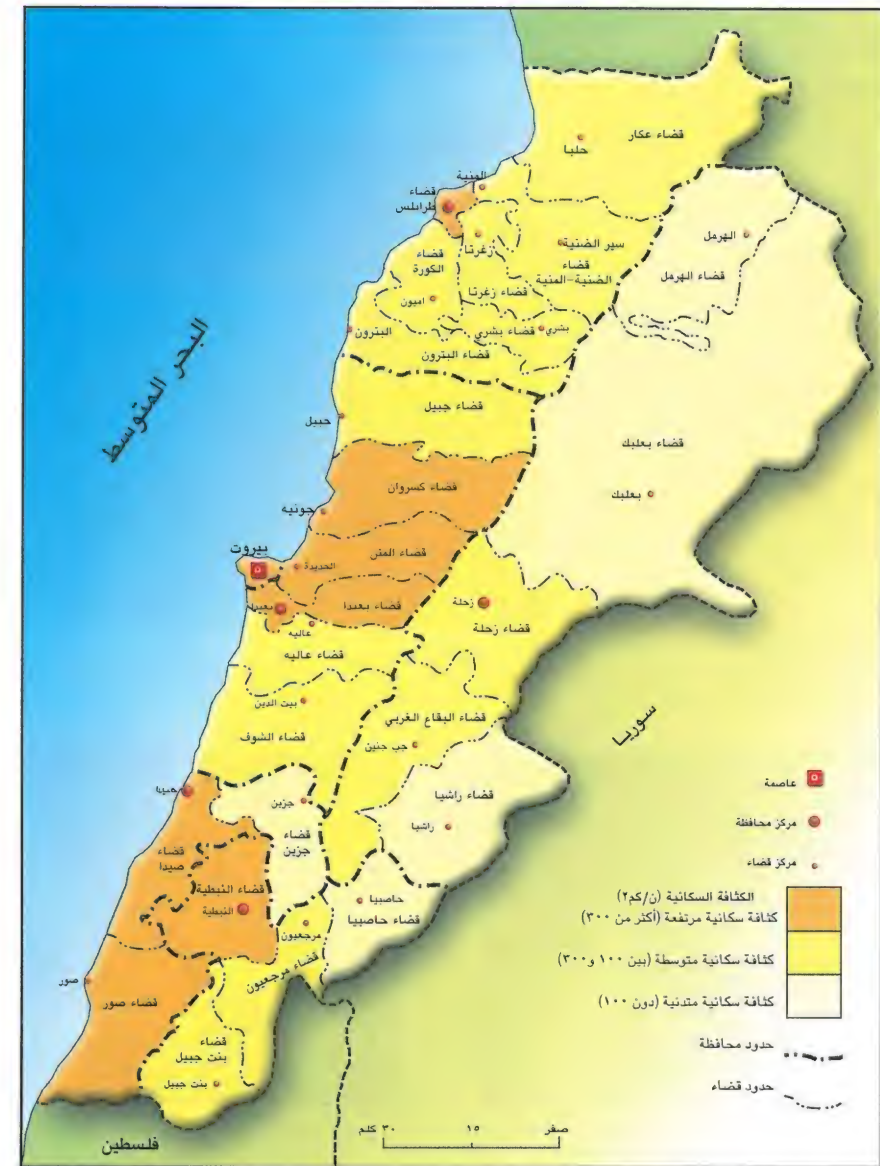 قضاء عكار
حلبا
المنية
قضاء
طرابلس
الهرمل
قضاء الهرمل
زغرتا
سير الضنية
قضاء
الضنية-المنية
قضاء
الكورة
اميون
قضاء زغرتا
بشري
قضاء بشري
البترون
قضاء البترون
البحر المتوسط
قضاء جبيل
جبيل
قضاء بعلبك
بعلبك
قضاء كسروان
جونيه
قضاء المتن
بيروت
الجديدة
قضاء بعبدا
بعبدا
زحلة
قضاء زحلة
عاليه
قضاء عاليه
بيت الدين
قضاء الشوف
قضاء البقاع الغربي
جب جنين
سوريا
صيدا
قضاء
صيدا
جزين
قضاء
جزين
قضاء راشيا
راشيا
قضاء النبطية
النبطية
حاصبيا
قضاء حاصبيا
مرجعيون
قضاء مرجعيون
صور
قضاء صور
قضاء
بنت جبيل
بنت جبيل
فلسطين
عاصمة
مركز محافظة
مركز قضاء
الكثافة السكانية (ن/كم٢)
كثافة سكانية مرتفعة (أكثر من ٣٠٠)
كثافة سكانية متوسطة (بين ١٠٠ و٣٠٠)
كثافة سكانية متدنية (دون ١٠٠)
حدود محافظة
حدود قضاء
صفر ١٥ ٣٠ كلم